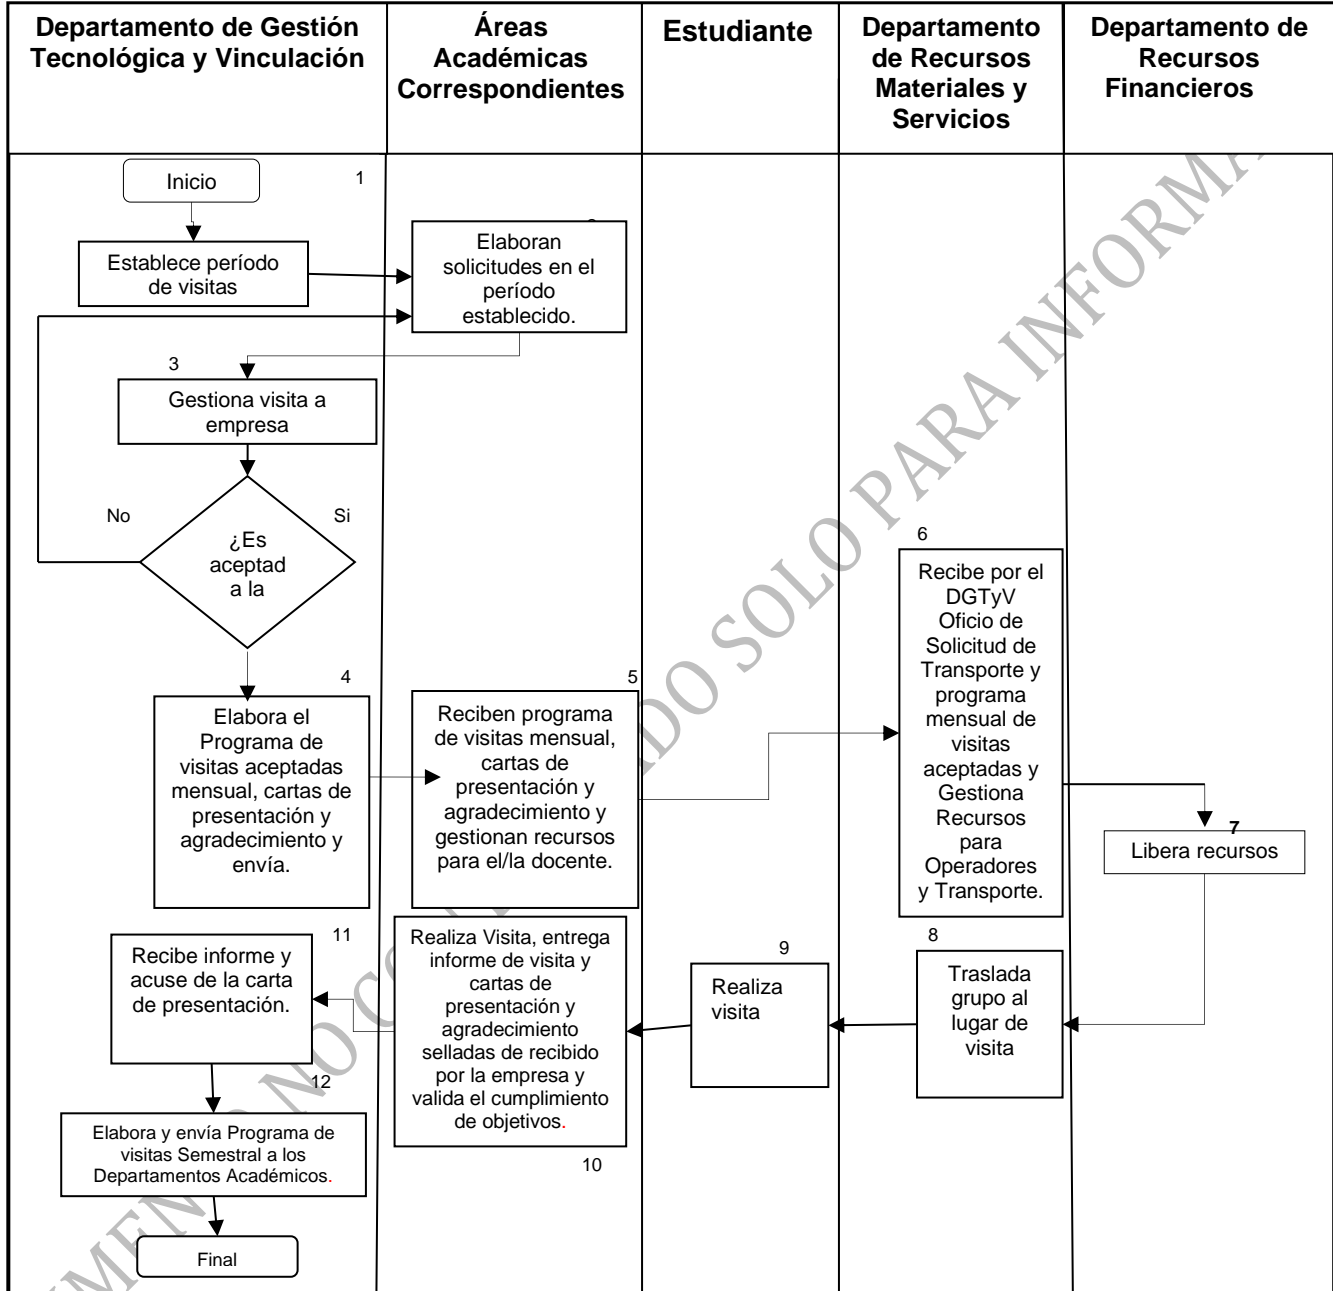 Departamento de Gestión
Tecnológica y Vinculación
Áreas
Académicas
Correspondientes
Estudiante
Departamento
de Recursos
Materiales y
Servicios
Departamento de
Recursos
Financieros
Inicio
1
Establece período
de visitas
Elaboran
solicitudes en el
período
establecido.
3
Gestiona visita a
empresa
No
Si
¿Es
aceptad
a la
4
Elabora el
Programa de
visitas aceptadas
mensual, cartas de
presentación y
agradecimiento y
envía.
5
Reciben programa
de visitas mensual,
cartas de
presentación y
agradecimiento y
gestionan recursos
para el/la docente.
6
Recibe por el
DGTyV
Oficio de
Solicitud de
Transporte y
programa
mensual de
visitas
aceptadas y
Gestiona
Recursos
para
Operadores
y Transporte.
7
Libera recursos
8
Traslada
grupo al
lugar de
visita
9
Realiza
visita
Realiza Visita, entrega
informe de visita y
cartas de
presentación y
agradecimiento
selladas de recibido
por la empresa y
valida el cumplimiento
de objetivos.
10
11
Recibe informe y
acuse de la carta
de presentación.
12
Elabora y envía Programa de
visitas Semestral a los
Departamentos Académicos.
Final
NO
SOLO PARA